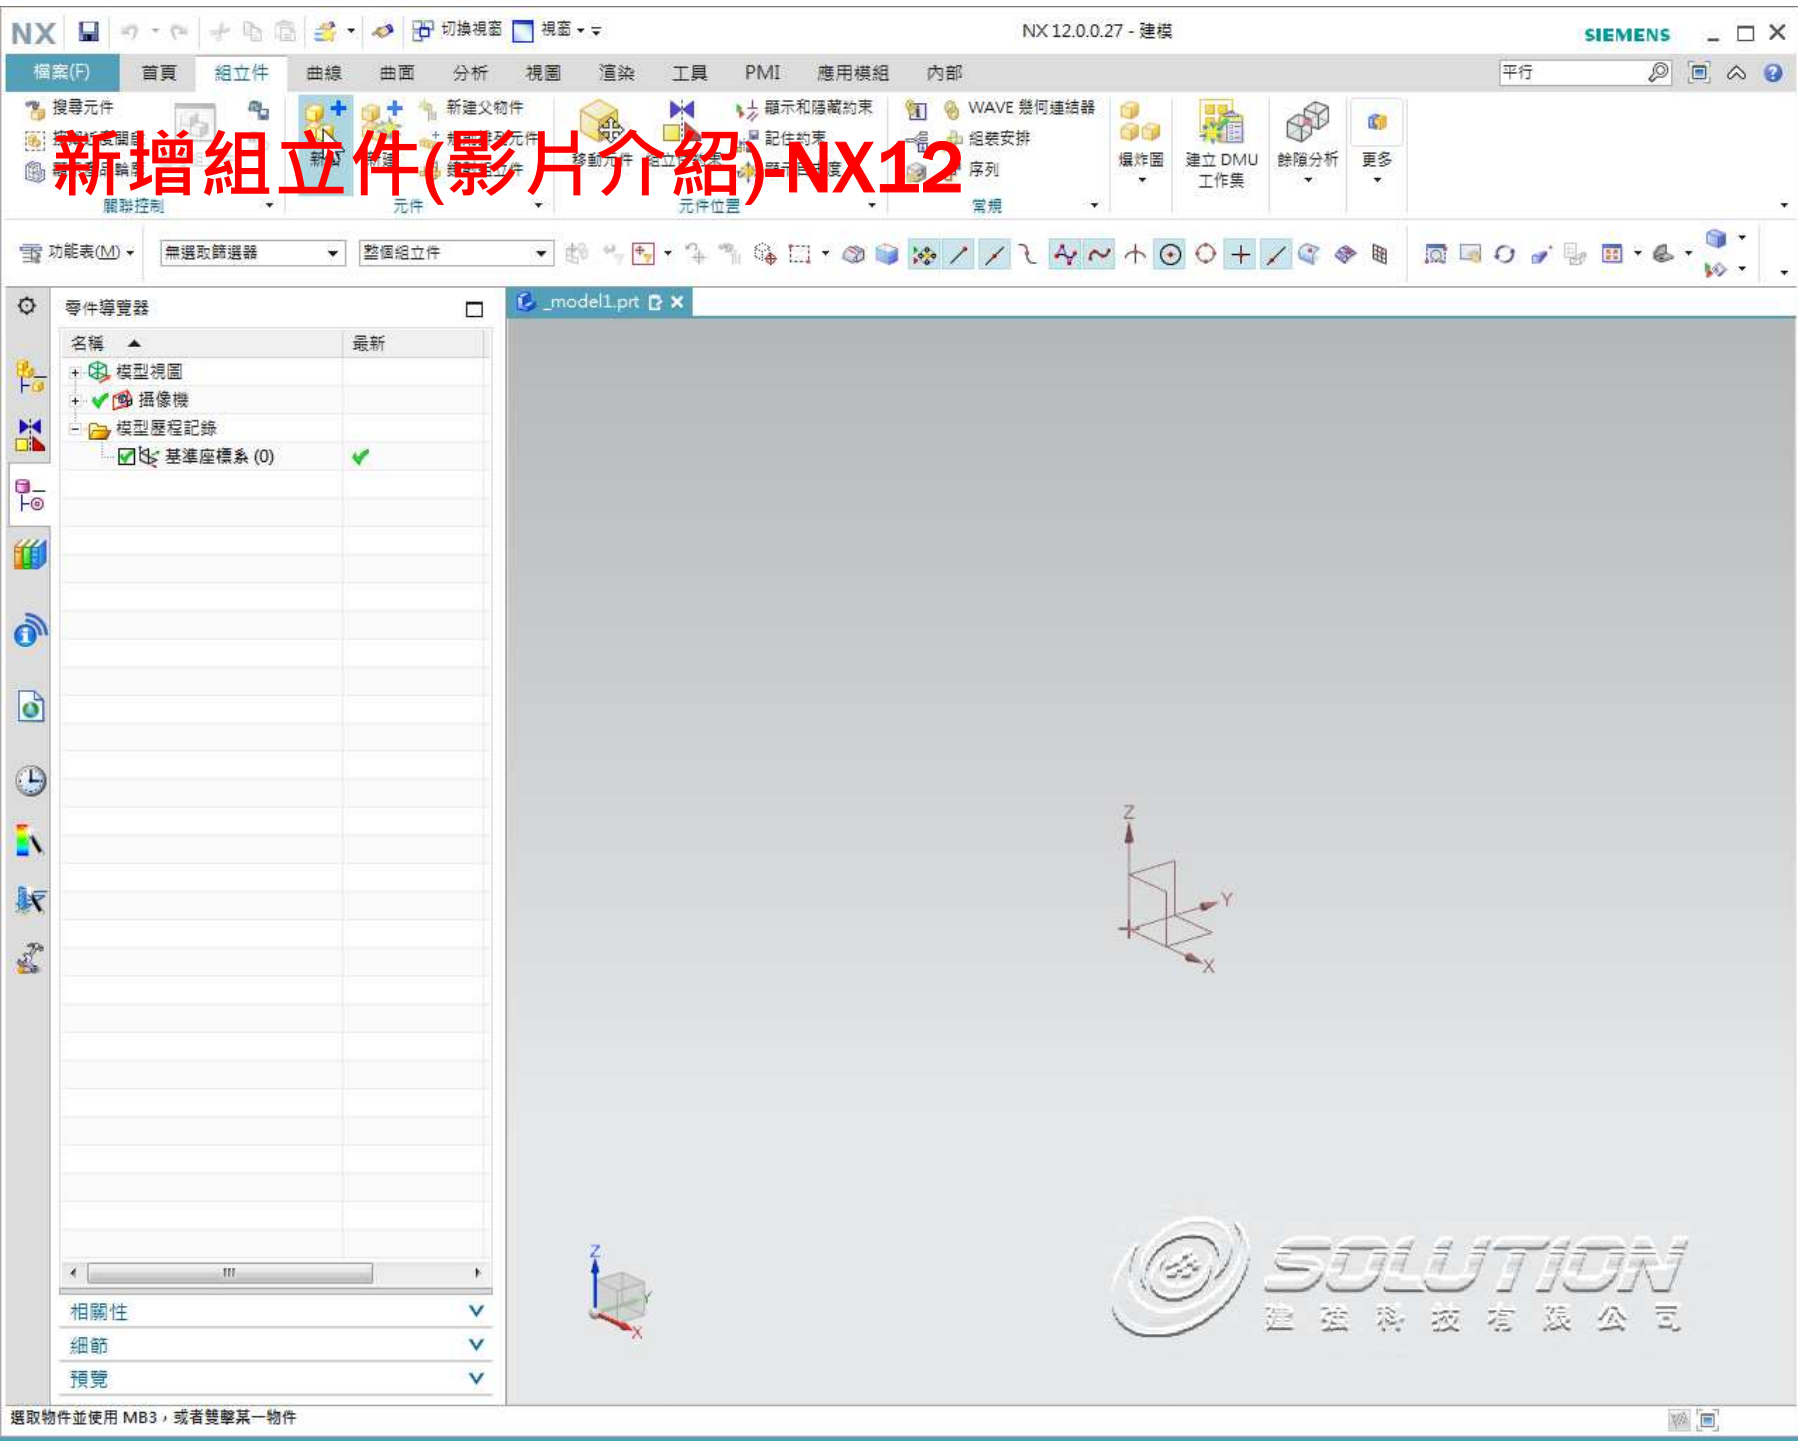 NX 切換視窗 視窗 NX 12.0.0.27 - 建模 SIEMENS
檔案(F) 首頁 組立件 曲線 曲面 分析 視圖 渲染 工具 PMI 應用模組 內部 平行
搜尋元件 新建父物件 顯示和隱藏約束 WAVE 幾何連結器
記住約束 組裝安排
移動元件 序列 爆炸圖 建立 DMU 工作集 餘隙分析 更多
新增組立件(影片介紹)-NX12
關聯控制 元件 元件位置 常規
功能表(M) 無選取篩選器 整個組立件
零件導覽器 _model1.prt
名稱 最新
模型視圖
攝像機
模型歷程記錄
基準座標系 (0)
Z
Y
X
Z
Y
X
SOLUTION
建強科技有限公司
相關性
細節
預覽
選取物件並使用 MB3，或者雙擊某一物件